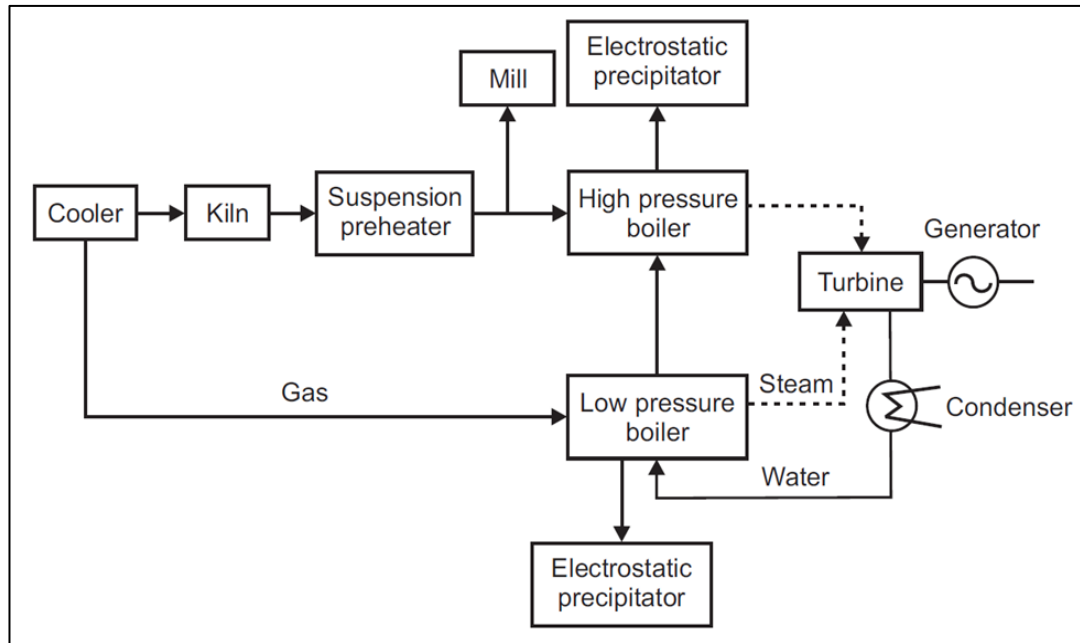 Electrostatic
precipitator
Mill
Cooler
Kiln
Suspension
preheater
High pressure
boiler
Generator
Turbine
Gas
Low pressure
boiler
Steam
Condenser
Water
Electrostatic
precipitator